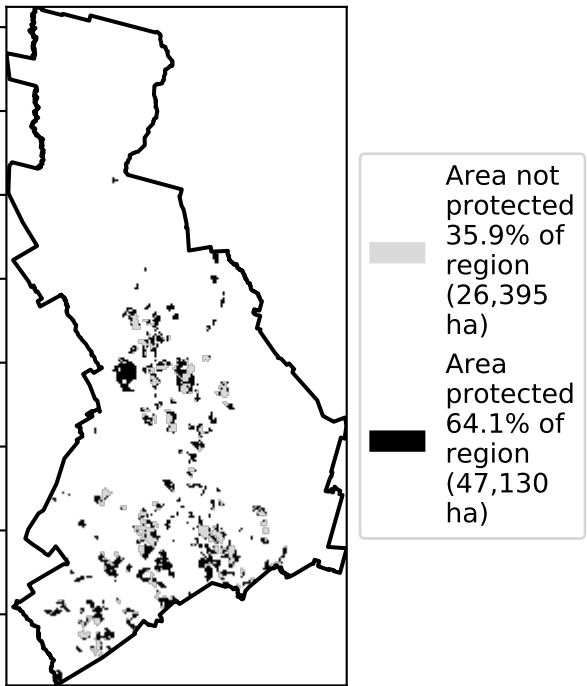 Area not
protected
35.9% of
region
(26,395
ha)
Area
protected
64.1% of
region
(47,130
ha)